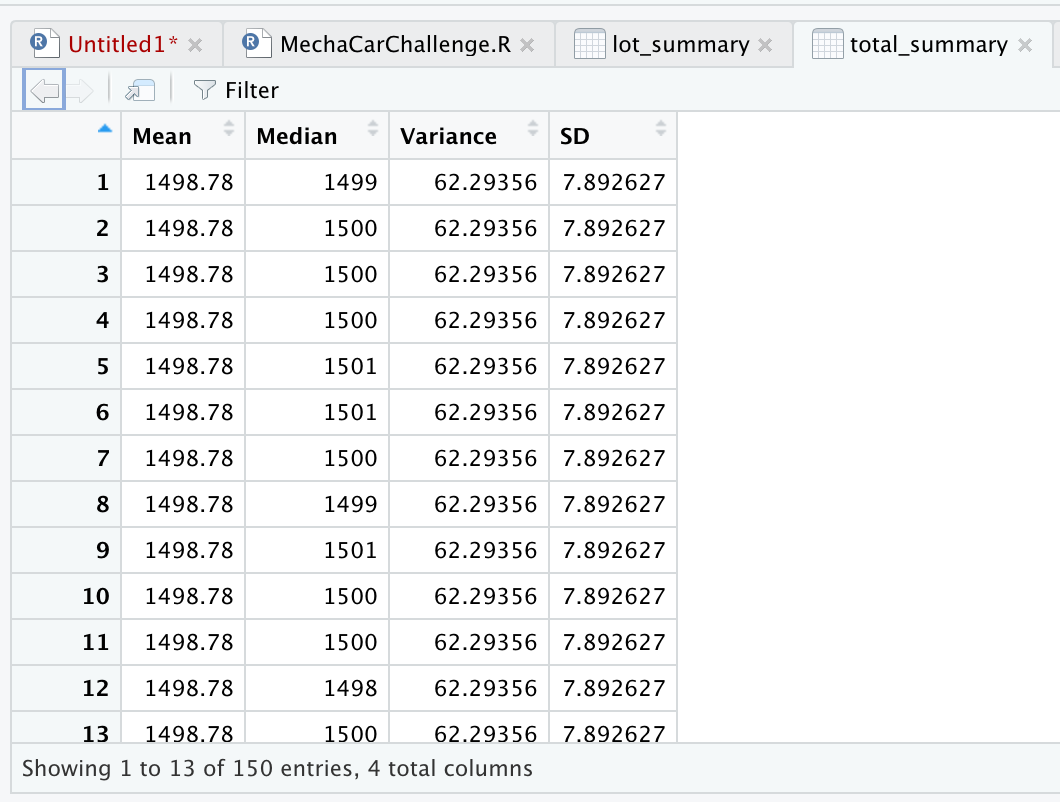 Untitled1* MechaCarChallenge.R lot_summary total_summary
Filter
Mean Median Variance SD
1 1498.78 1499 62.29356 7.892627
2 1498.78 1500 62.29356 7.892627
3 1498.78 1500 62.29356 7.892627
4 1498.78 1500 62.29356 7.892627
5 1498.78 1501 62.29356 7.892627
6 1498.78 1501 62.29356 7.892627
7 1498.78 1500 62.29356 7.892627
8 1498.78 1499 62.29356 7.892627
9 1498.78 1501 62.29356 7.892627
10 1498.78 1500 62.29356 7.892627
11 1498.78 1500 62.29356 7.892627
12 1498.78 1498 62.29356 7.892627
13 1498.78 1500 62.29356 7.892627
Showing 1 to 13 of 150 entries, 4 total columns